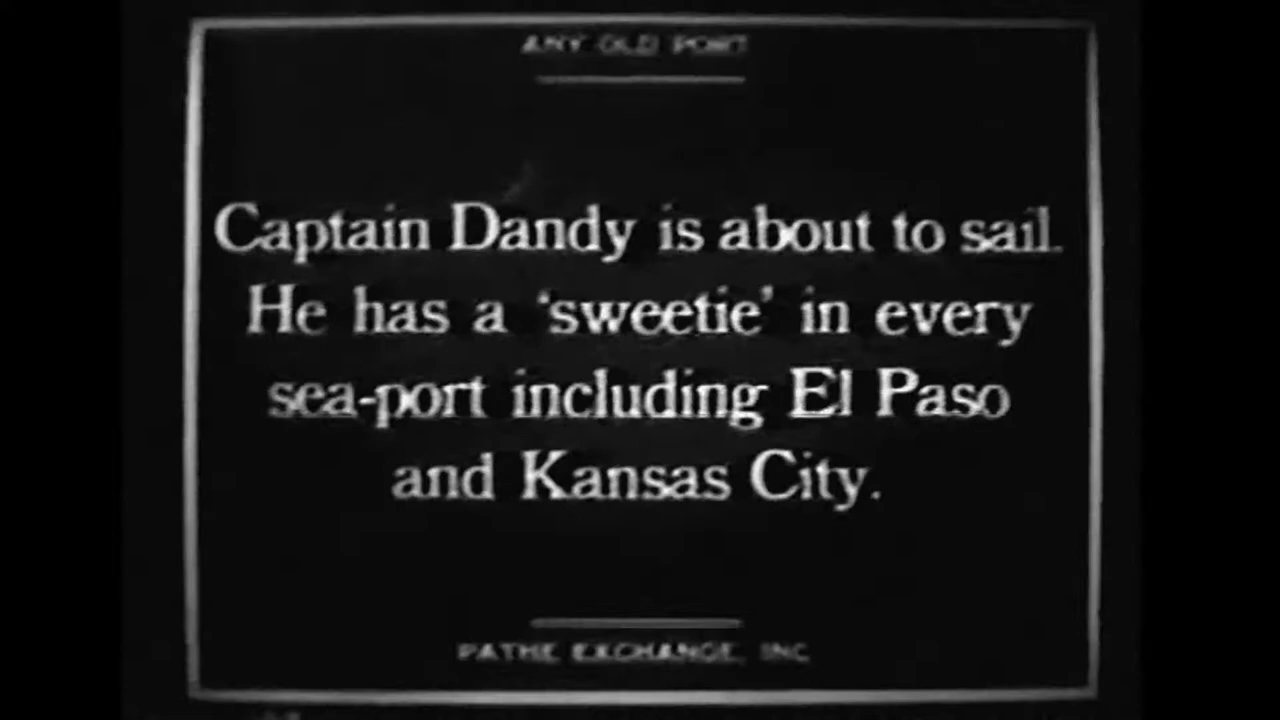 ANY OLD PORT
Captain Dandy is about to sail.
He has a 'sweetie' in every
sea-port including El Paso
and Kansas City.
PATHE EXCHANGE, INC